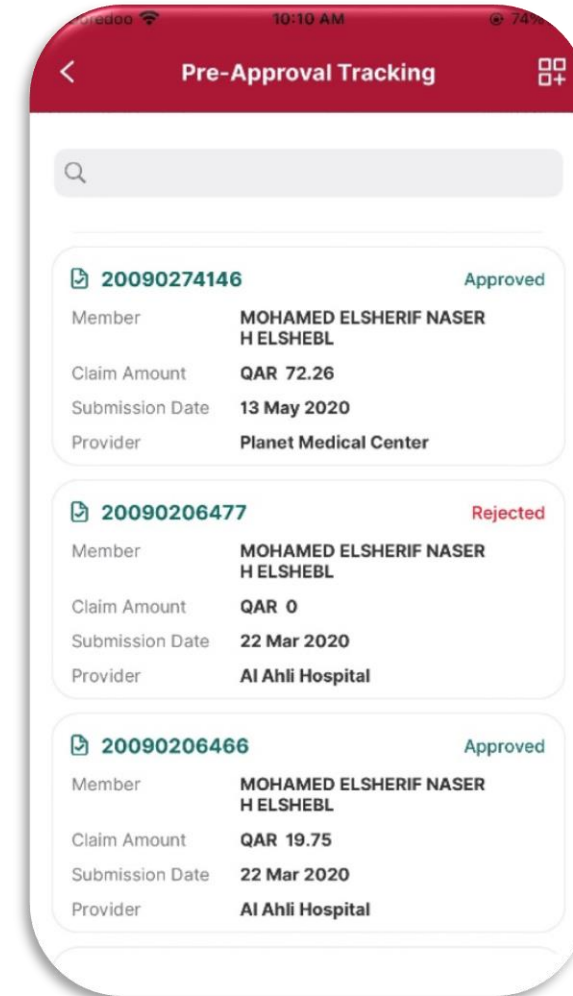 Ooredoo 10:10 AM 74%
Pre-Approval Tracking
20090274146 Approved
Member MOHAMED ELSHERIF NASER
H ELSHEBL
Claim Amount QAR 72.26
Submission Date 13 May 2020
Provider Planet Medical Center
20090206477 Rejected
Member MOHAMED ELSHERIF NASER
H ELSHEBL
Claim Amount QAR 0
Submission Date 22 Mar 2020
Provider Al Ahli Hospital
20090206466 Approved
Member MOHAMED ELSHERIF NASER
H ELSHEBL
Claim Amount QAR 19.75
Submission Date 22 Mar 2020
Provider Al Ahli Hospital